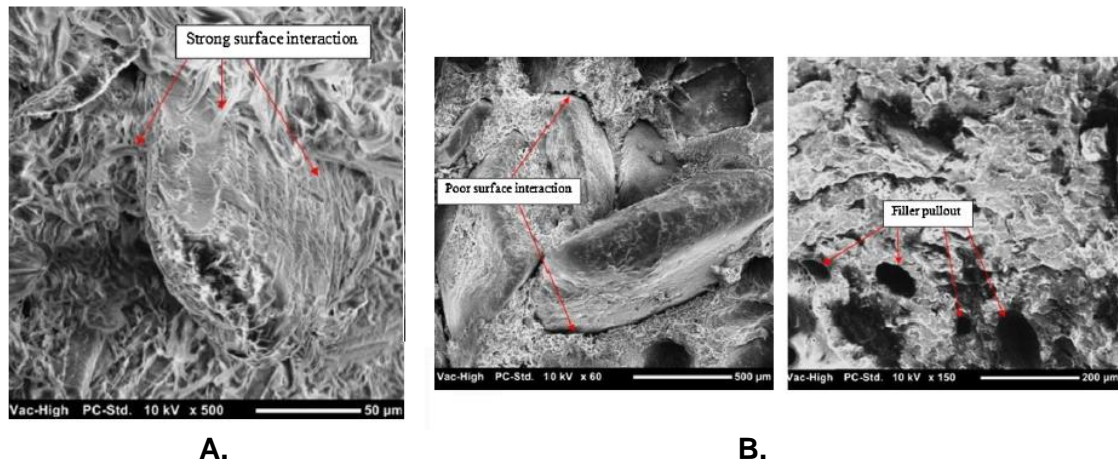 Strong surface interaction
Poor surface interaction
Filler pullout
Vac-High PC-Std. 10 kV x 500 50 µm
Vac-High PC-Std. 10 kV x 60 500 µm
Vac-High PC-Std. 10 kV x 150 200 µm
A.
B.